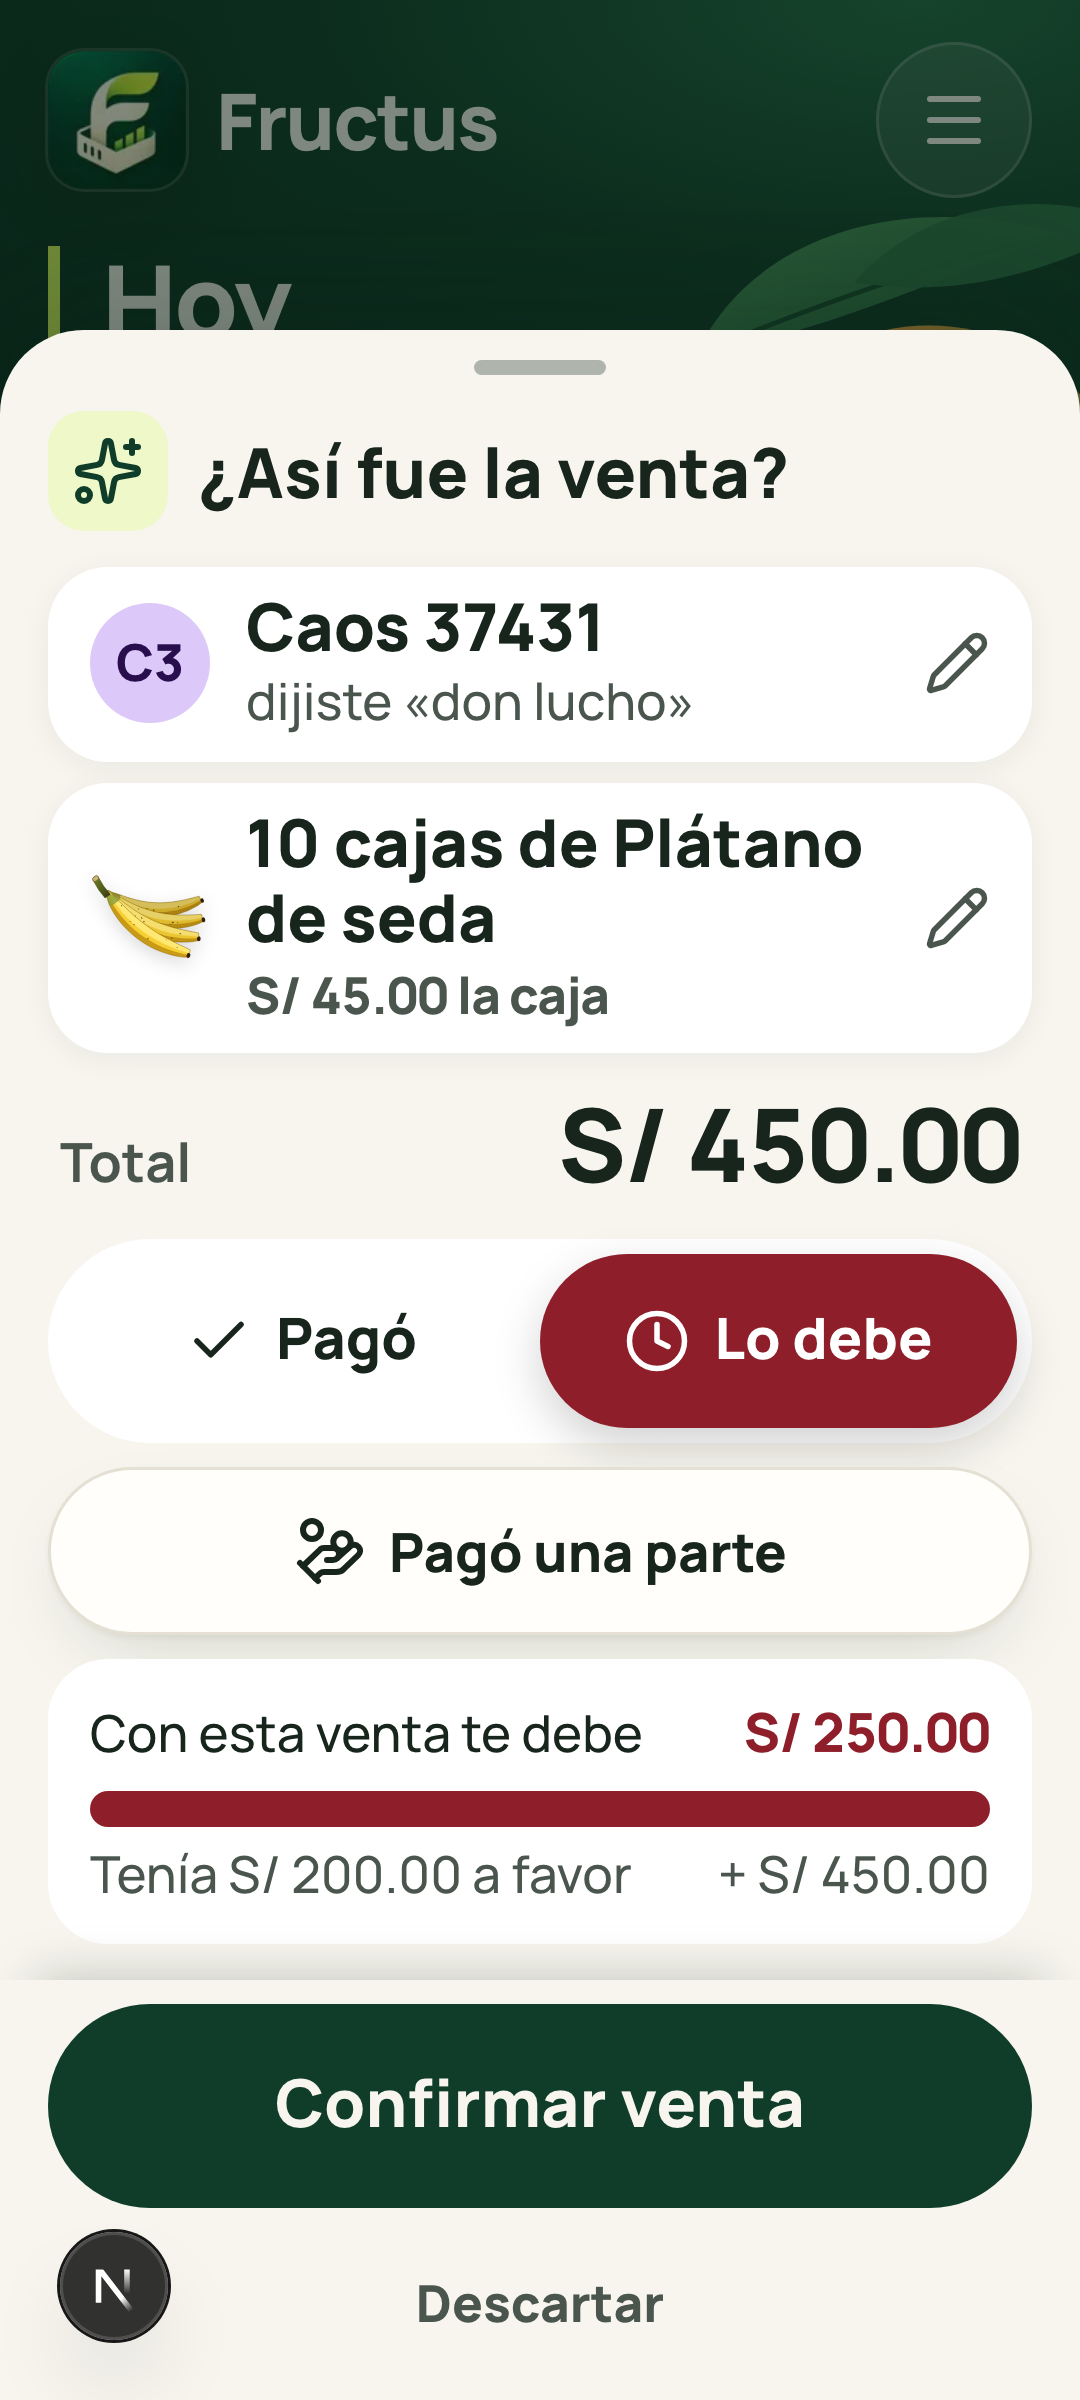 Fructus
Hoy
¿Así fue la venta?
C3
Caos 37431
dijiste «don lucho»
10 cajas de Plátano
de seda
S/ 45.00 la caja
Total
S/ 450.00
Pagó
Lo debe
Pagó una parte
Con esta venta te debe
S/ 250.00
Tenía S/ 200.00 a favor
+ S/ 450.00
Confirmar venta
N
Descartar